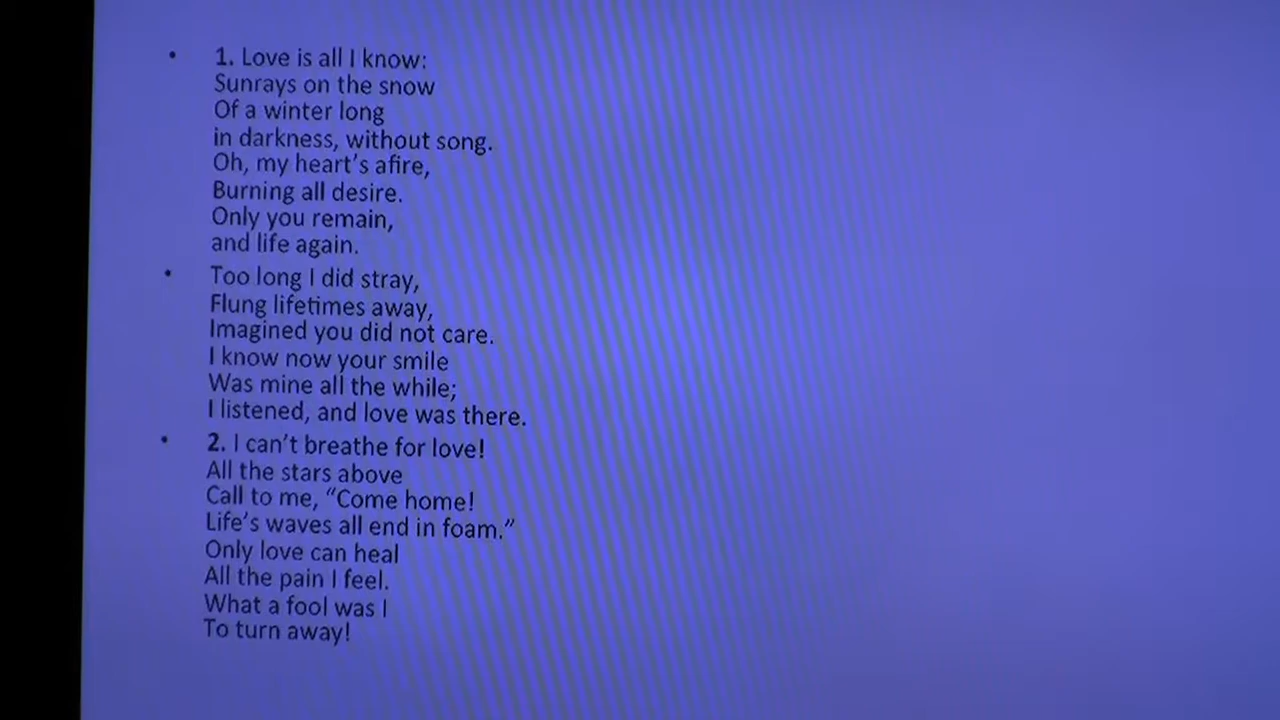 • 1. Love is all I know:
Sunrays on the snow
Of a winter long
in darkness, without song.
Oh, my heart's afire,
Burning all desire.
Only you remain,
and life again.
• Too long I did stray,
Flung lifetimes away,
Imagined you did not care.
I know now your smile
Was mine all the while;
I listened, and love was there.
• 2. I can't breathe for love!
All the stars above
Call to me, “Come home!
Life's waves all end in foam.”
Only love can heal
All the pain I feel.
What a fool was I
To turn away!